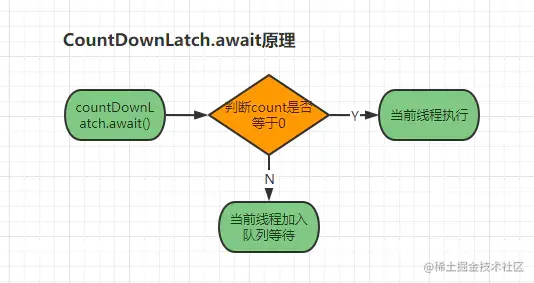 CountDownLatch.await原理
countDownL
atch.await()
判断count是否
等于0
Y
当前线程执行
N
当前线程加入
队列等待
@稀土掘金技术社区